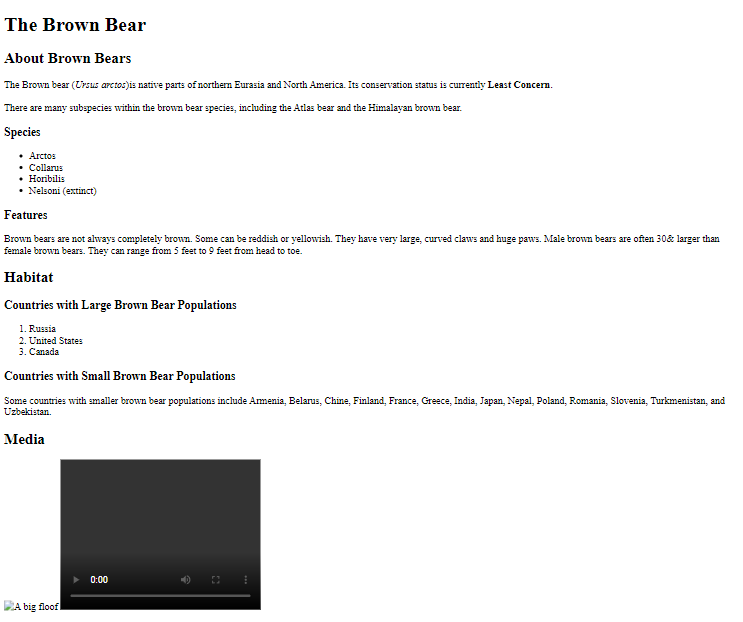 The Brown Bear
About Brown Bears
The Brown bear (Ursus arctos)is native parts of northern Eurasia and North America. Its conservation status is currently Least Concern.
There are many subspecies within the brown bear species, including the Atlas bear and the Himalayan brown bear.
Species
• Arctos
• Collarus
• Horibilis
• Nelsoni (extinct)
Features
Brown bears are not always completely brown. Some can be reddish or yellowish. They have very large, curved claws and huge paws. Male brown bears are often 30& larger than
female brown bears. They can range from 5 feet to 9 feet from head to toe.
Habitat
Countries with Large Brown Bear Populations
1. Russia
2. United States
3. Canada
Countries with Small Brown Bear Populations
Some countries with smaller brown bear populations include Armenia, Belarus, Chine, Finland, France, Greece, India, Japan, Nepal, Poland, Romania, Slovenia, Turkmenistan, and
Uzbekistan.
Media
0:00
A big floof